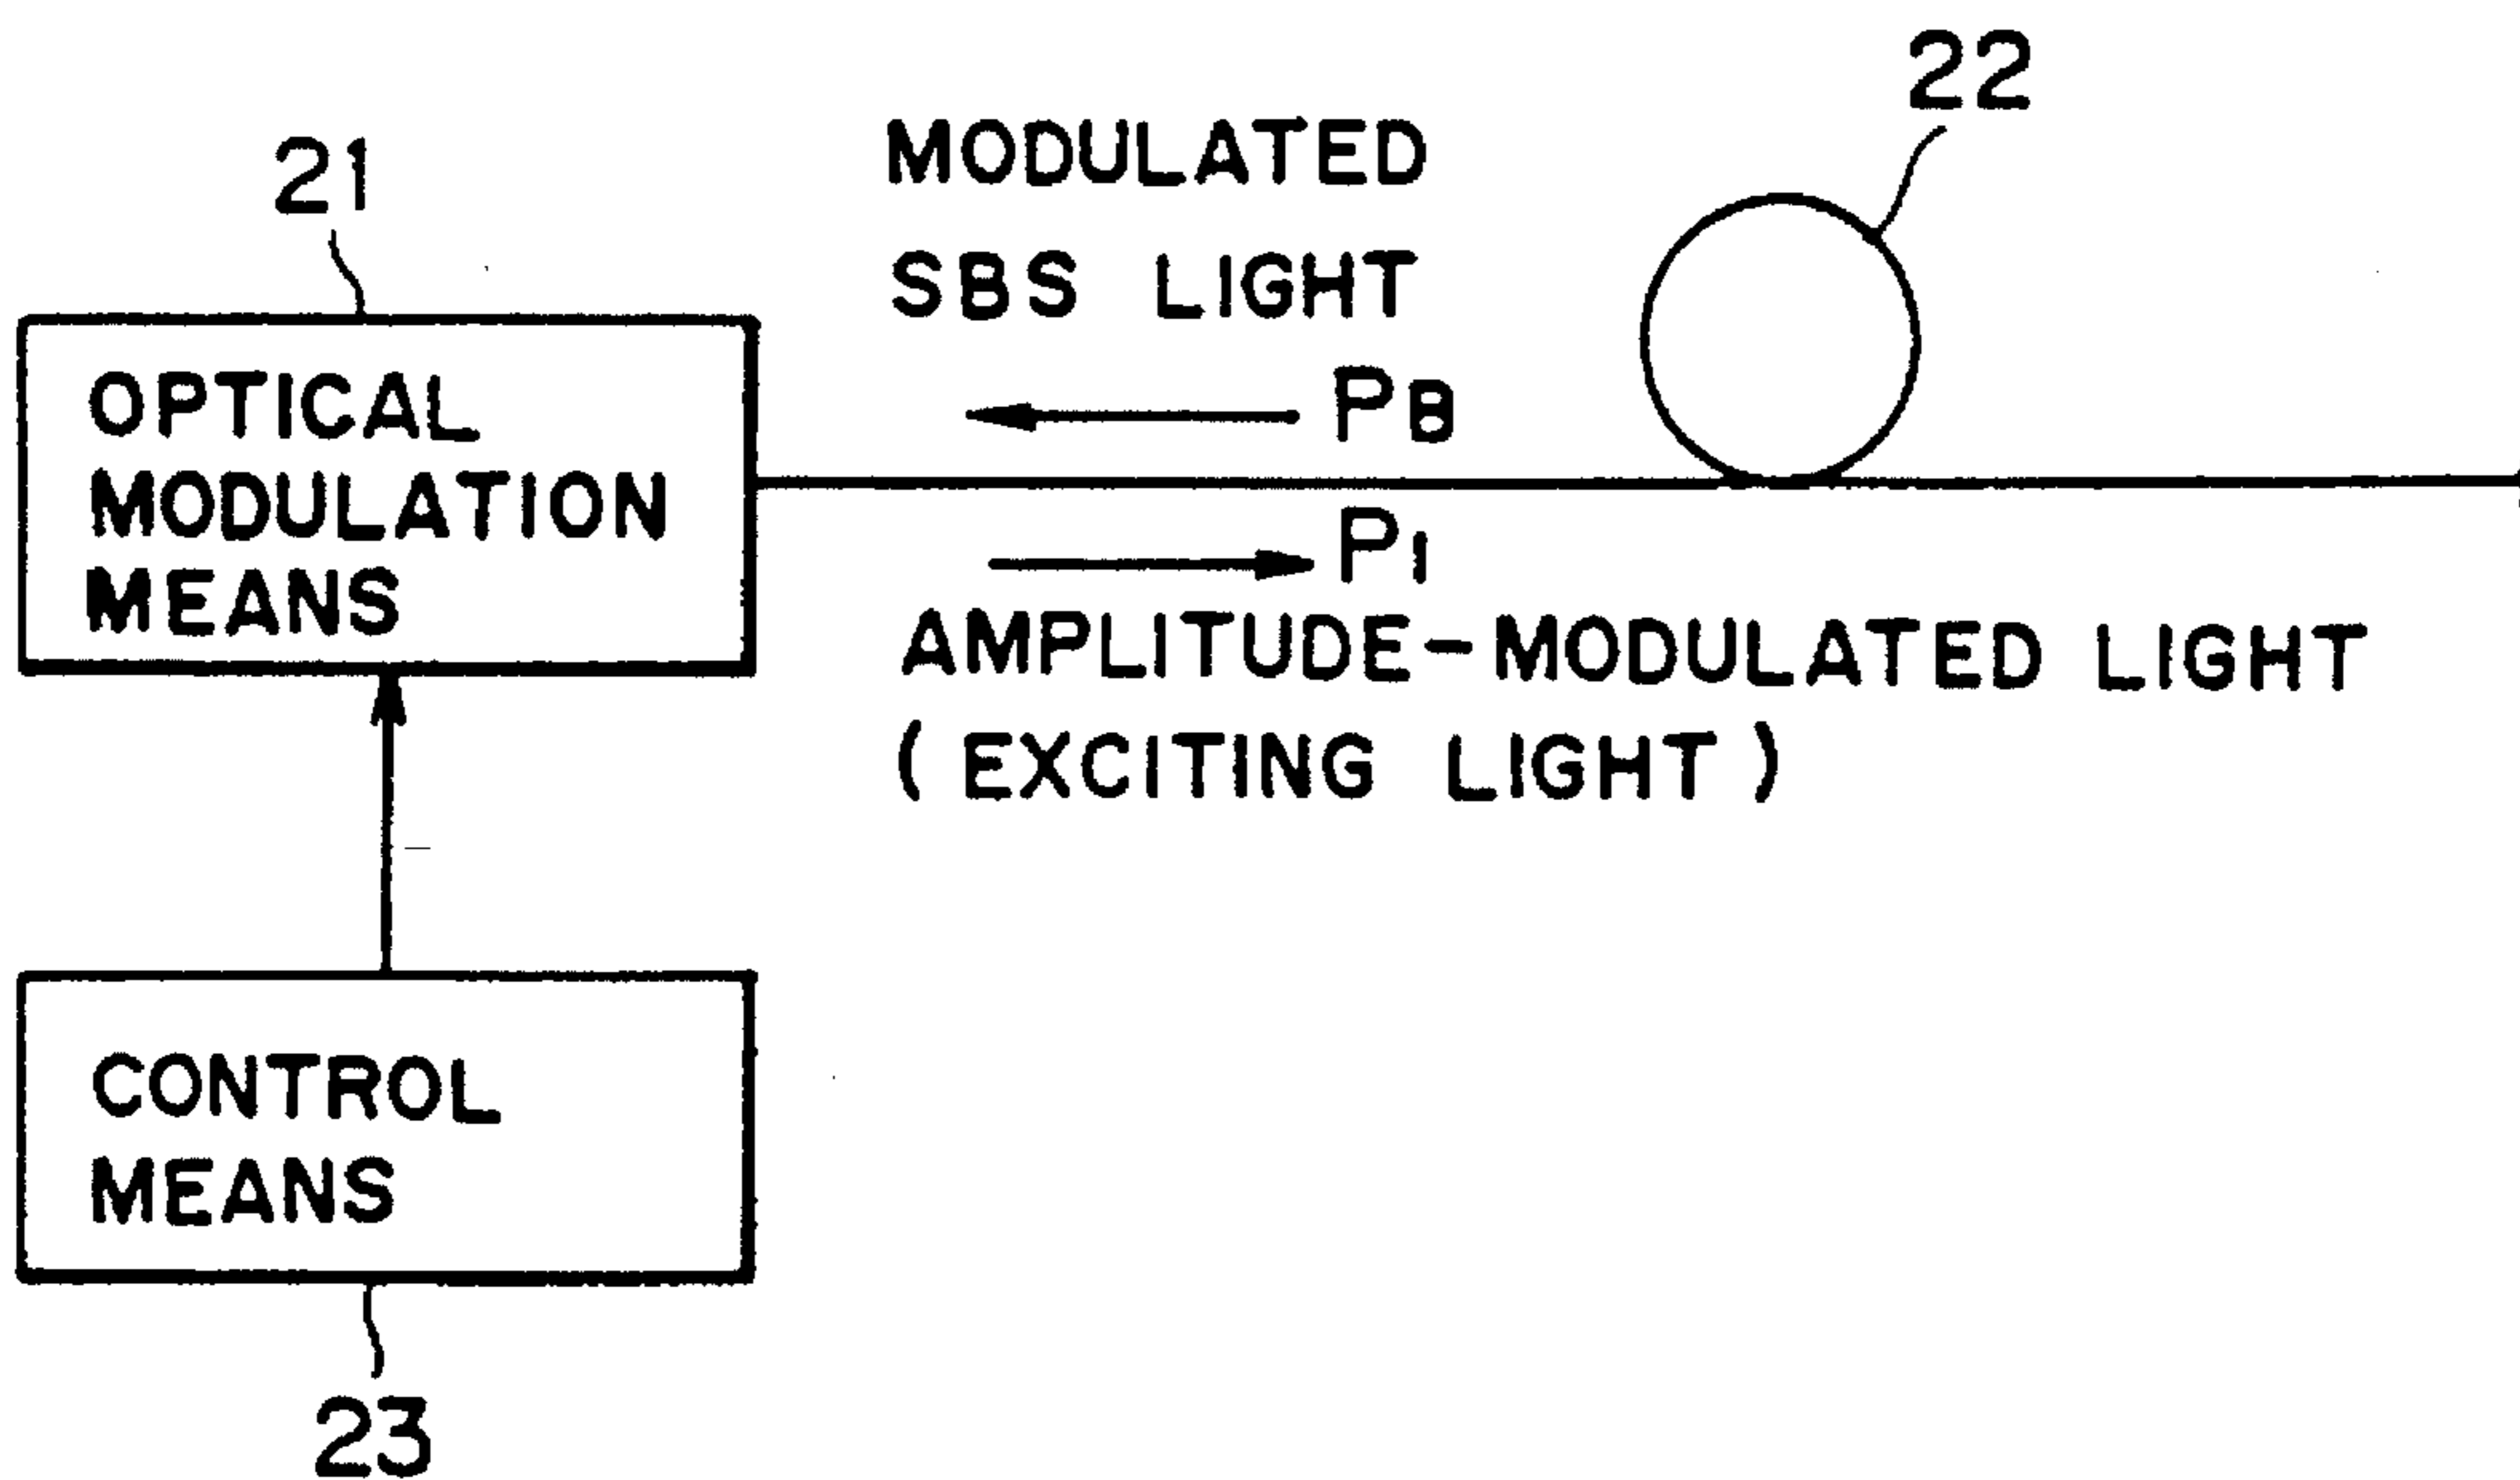 22
21
MODULATED
SBS LIGHT
PB
OPTICAL
MODULATION
MEANS
P1
AMPLITUDE-MODULATED LIGHT
(EXCITING LIGHT)
CONTROL
MEANS
23